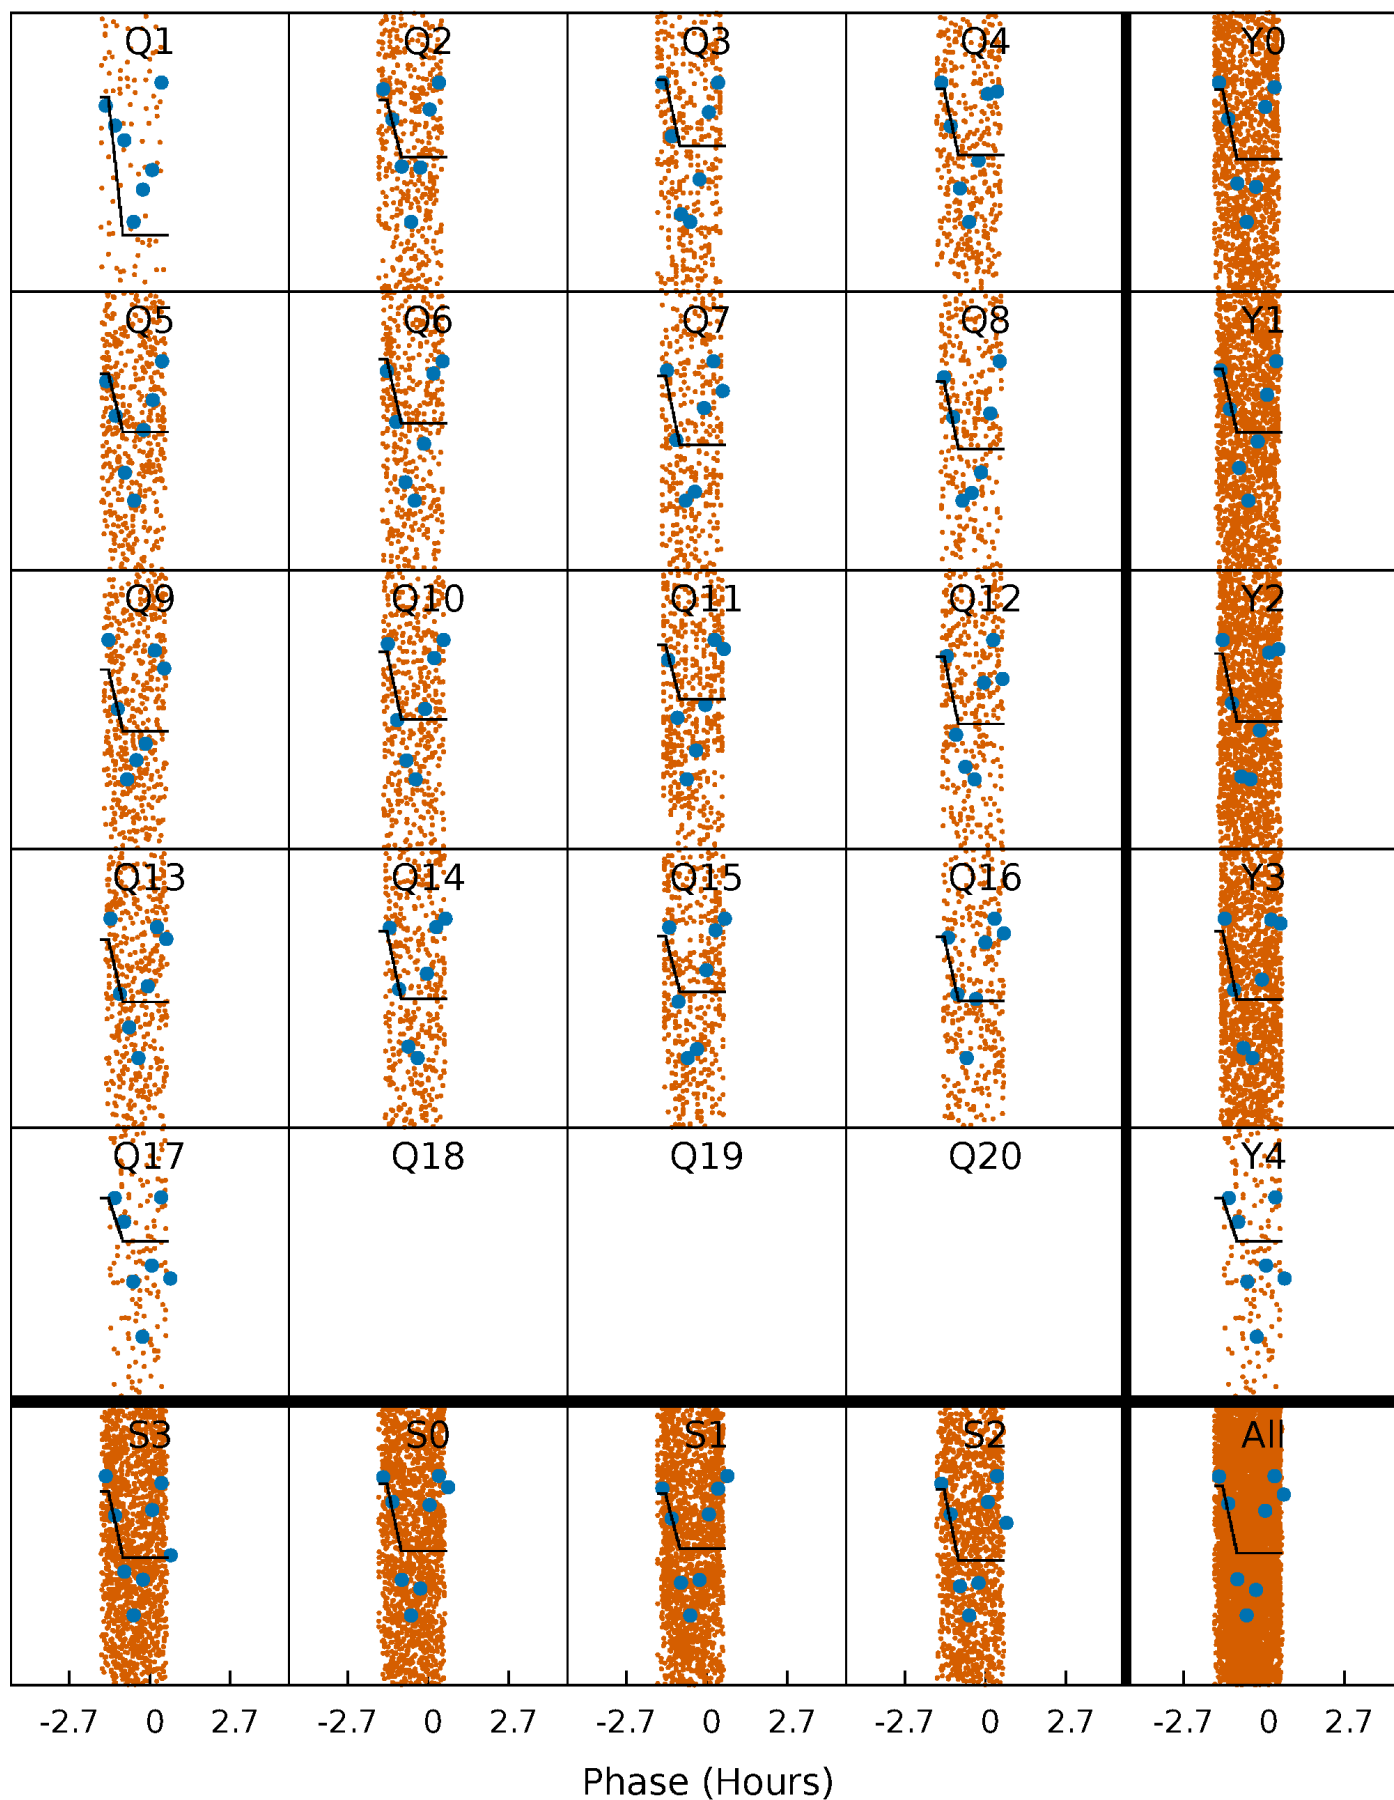 Q1 Q2 Q3 Q4 Y0
Q5 Q6 Q7 Q8 Y1
Q9 Q10 Q11 Q12 Y2
Q13 Q14 Q15 Q16 Y3
Q17 Q18 Q19 Q20 Y4
S3 S0 S1 S2 All
-2.7 0 2.7 -2.7 0 2.7 -2.7 0 2.7 -2.7 0 2.7 -2.7 0 2.7
Phase (Hours)